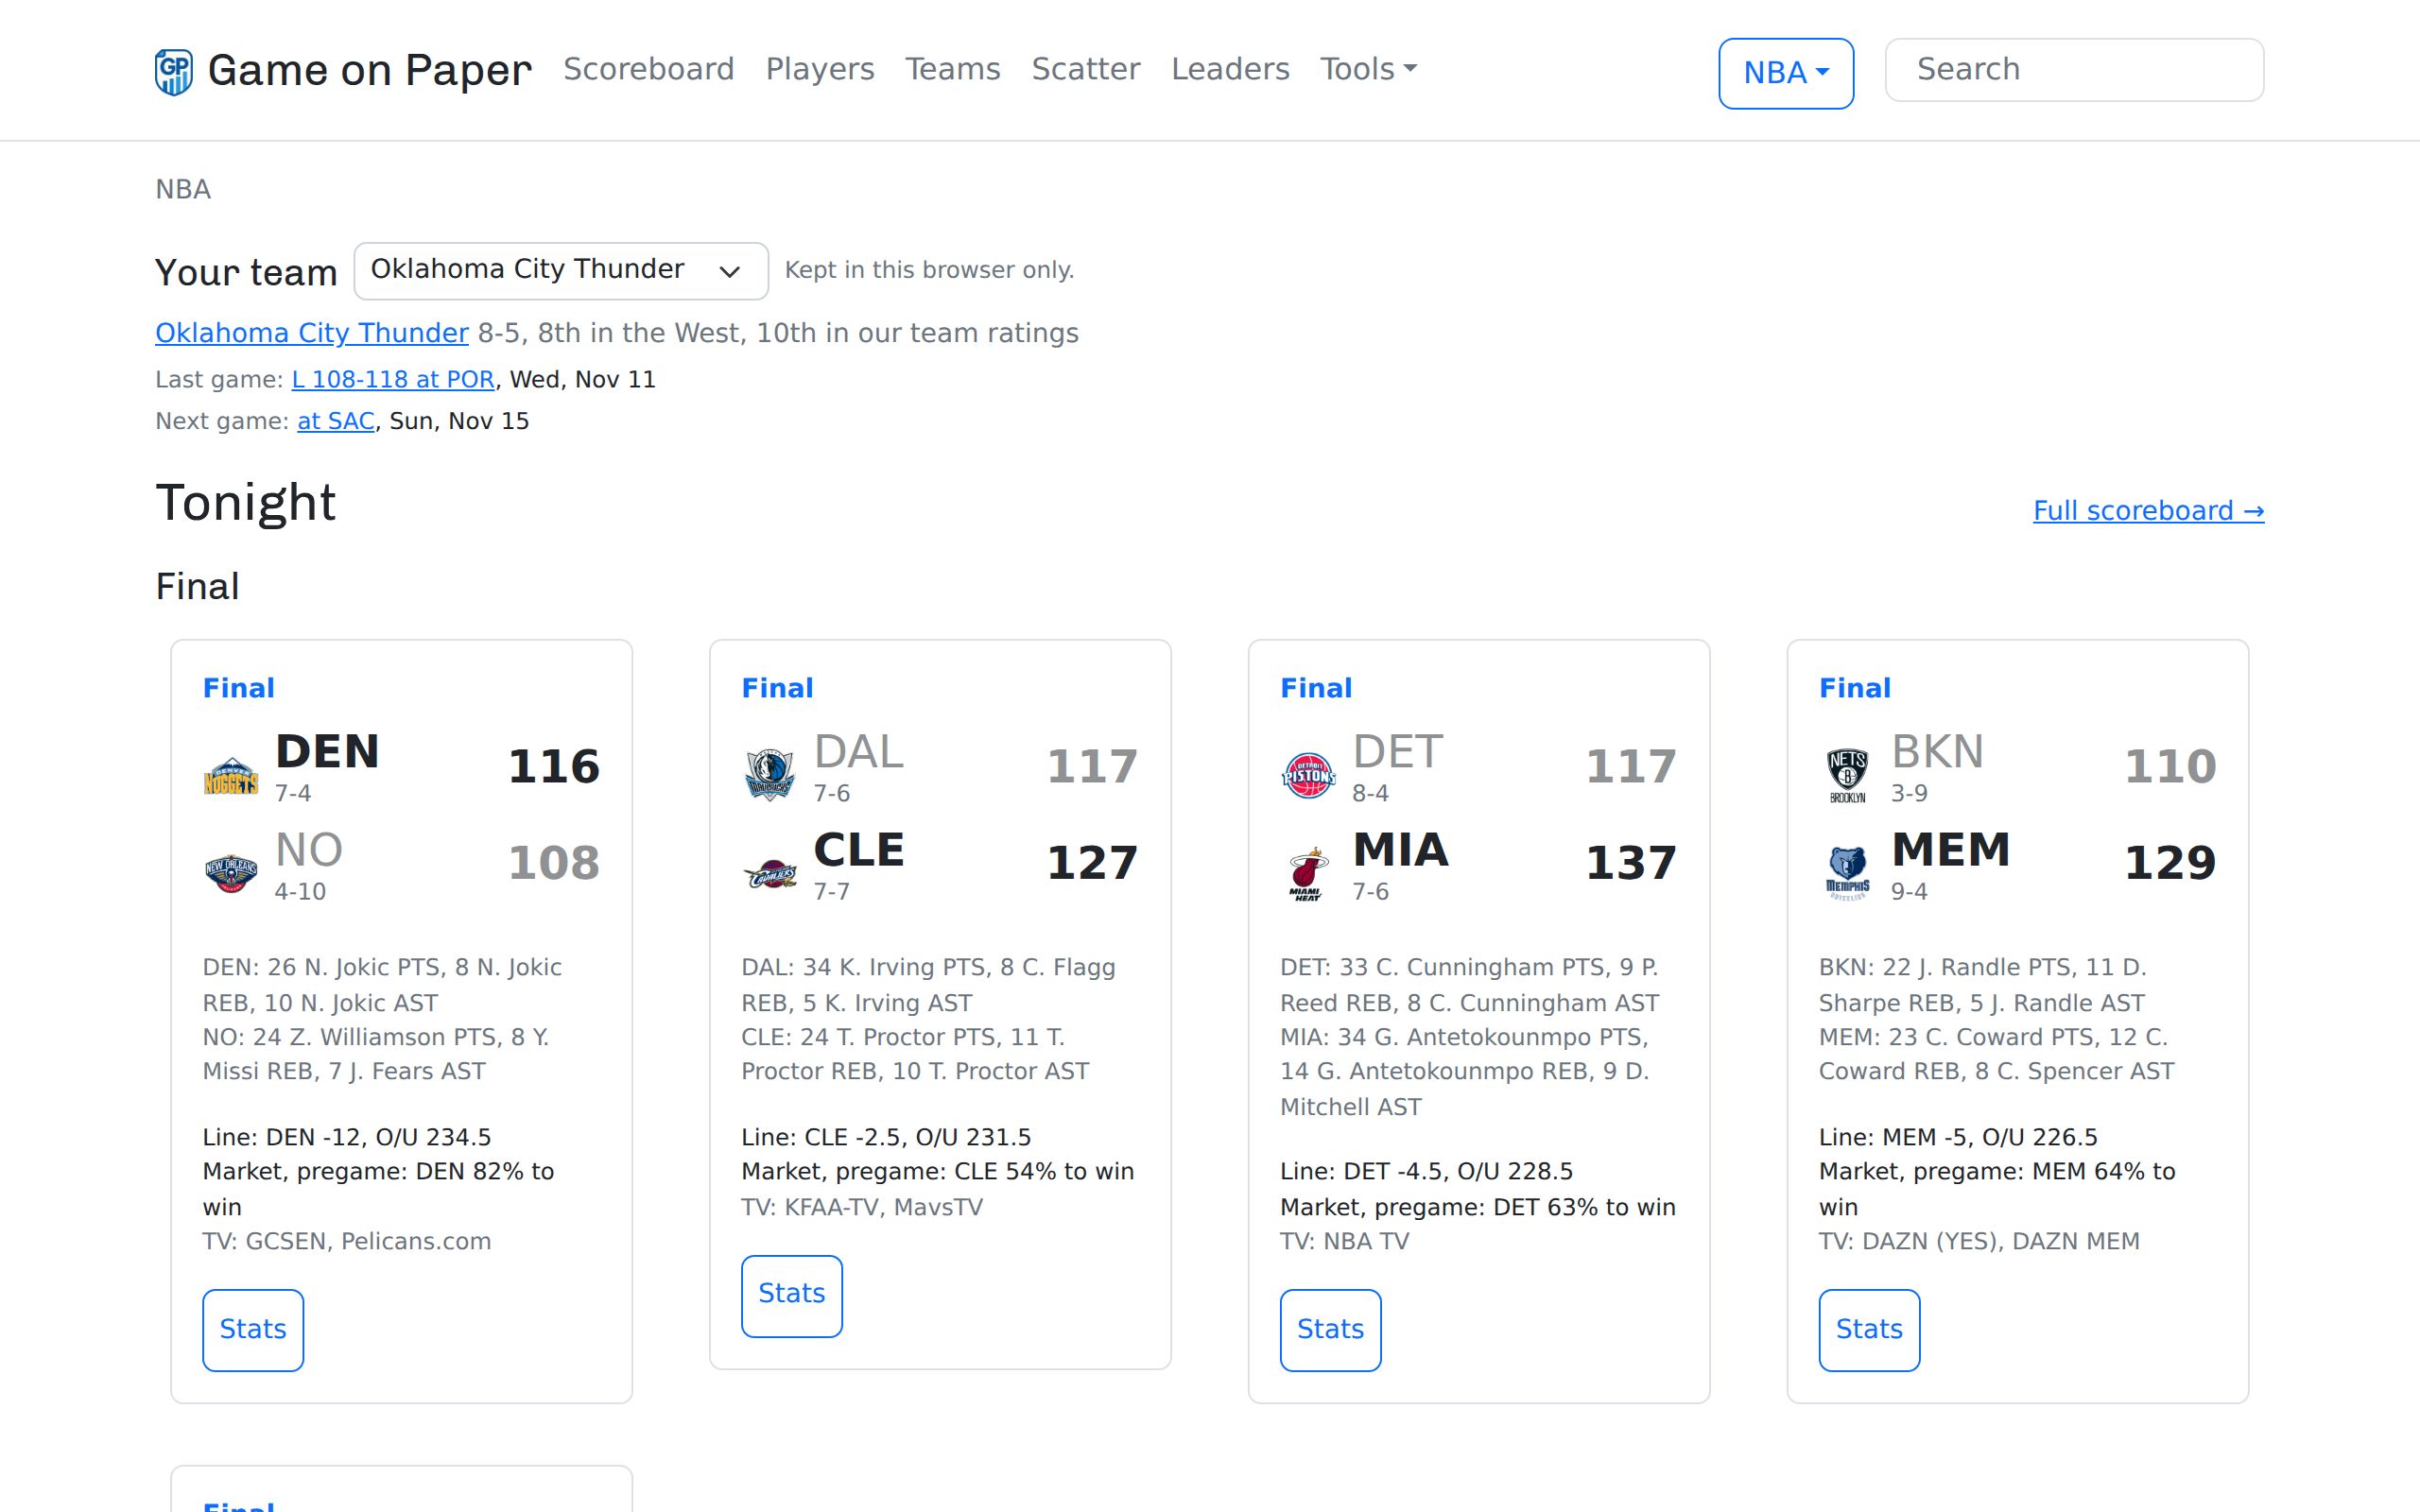 GP Game on Paper Scoreboard Players Teams Scatter Leaders Tools NBA Search
NBA
Your team Oklahoma City Thunder Kept in this browser only.
Oklahoma City Thunder 8-5, 8th in the West, 10th in our team ratings
Last game: L 108-118 at POR, Wed, Nov 11
Next game: at SAC, Sun, Nov 15
Tonight
Full scoreboard →
Final
Final
DEN 116
7-4
NO 108
4-10
DEN: 26 N. Jokic PTS, 8 N. Jokic
REB, 10 N. Jokic AST
NO: 24 Z. Williamson PTS, 8 Y.
Missi REB, 7 J. Fears AST
Line: DEN -12, O/U 234.5
Market, pregame: DEN 82% to
win
TV: GCSEN, Pelicans.com
Stats
Final
DAL 117
7-6
CLE 127
7-7
DAL: 34 K. Irving PTS, 8 C. Flagg
REB, 5 K. Irving AST
CLE: 24 T. Proctor PTS, 11 T.
Proctor REB, 10 T. Proctor AST
Line: CLE -2.5, O/U 231.5
Market, pregame: CLE 54% to win
TV: KFAA-TV, MavsTV
Stats
Final
DET 117
8-4
MIA 137
7-6
DET: 33 C. Cunningham PTS, 9 P.
Reed REB, 8 C. Cunningham AST
MIA: 34 G. Antetokounmpo PTS,
14 G. Antetokounmpo REB, 9 D.
Mitchell AST
Line: DET -4.5, O/U 228.5
Market, pregame: DET 63% to win
TV: NBA TV
Stats
Final
BKN 110
3-9
MEM 129
9-4
BKN: 22 J. Randle PTS, 11 D.
Sharpe REB, 5 J. Randle AST
MEM: 23 C. Coward PTS, 12 C.
Coward REB, 8 C. Spencer AST
Line: MEM -5, O/U 226.5
Market, pregame: MEM 64% to
win
TV: DAZN (YES), DAZN MEM
Stats
Final